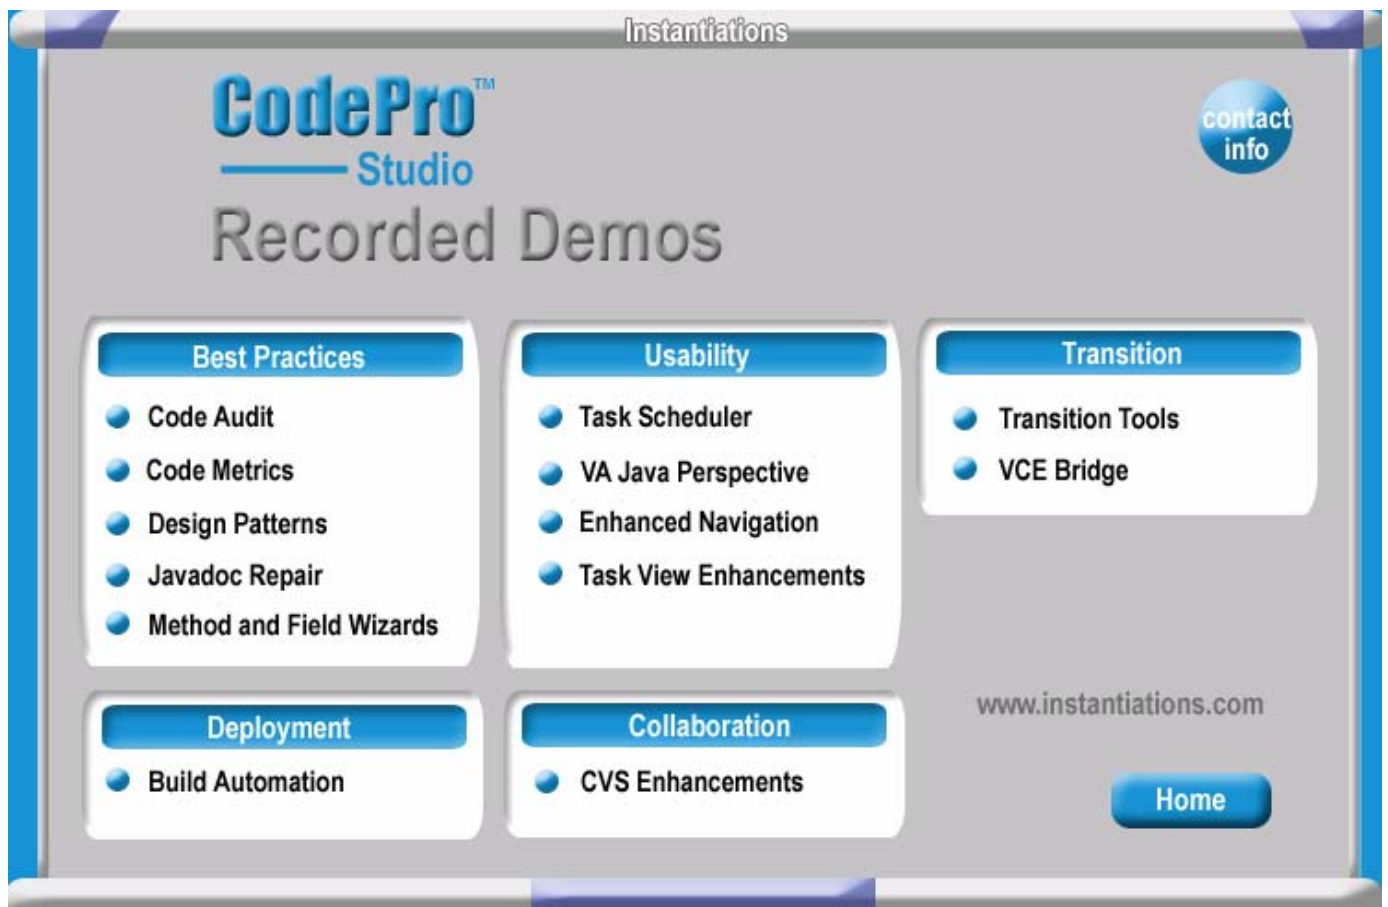 Instantiations
CodePro™
Studio
Recorded Demos
contact
info
Best Practices
Code Audit
Code Metrics
Design Patterns
Javadoc Repair
Method and Field Wizards
Usability
Task Scheduler
VA Java Perspective
Enhanced Navigation
Task View Enhancements
Transition
Transition Tools
VCE Bridge
Deployment
Build Automation
Collaboration
CVS Enhancements
www.instantiations.com
Home